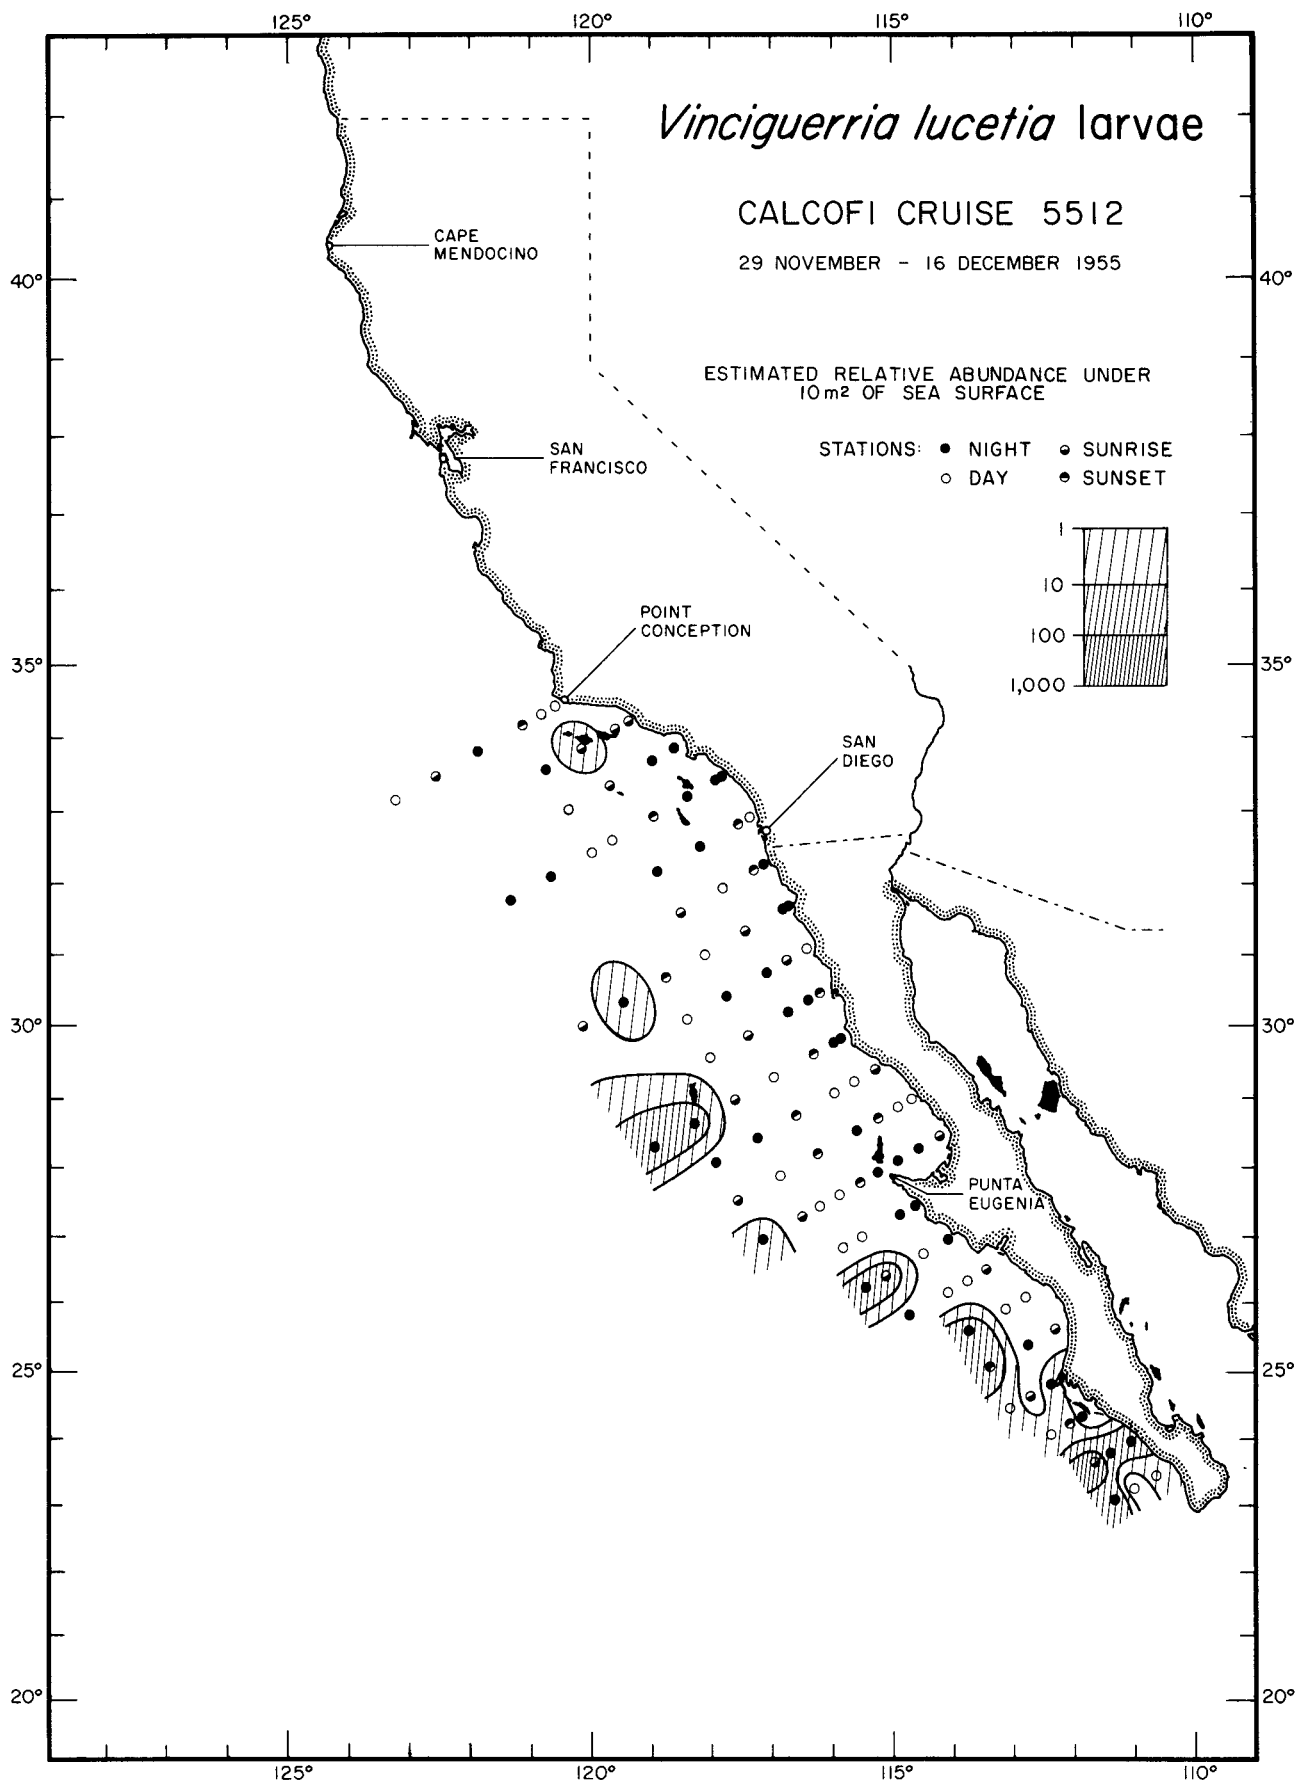 125° 120° 115° 110°
Vinciguerria lucetia larvae
CALCOFI CRUISE 5512
29 NOVEMBER – 16 DECEMBER 1955
CAPE
MENDOCINO
40° 40°
ESTIMATED RELATIVE ABUNDANCE UNDER
10m2 OF SEA SURFACE
STATIONS: NIGHT SUNRISE
DAY SUNSET
SAN
FRANCISCO
1
10
100
1,000
POINT
CONCEPTION
35° 35°
SAN
DIEGO
30° 30°
PUNTA
EUGENIA
25° 25°
20° 20°
125° 120° 115° 110°